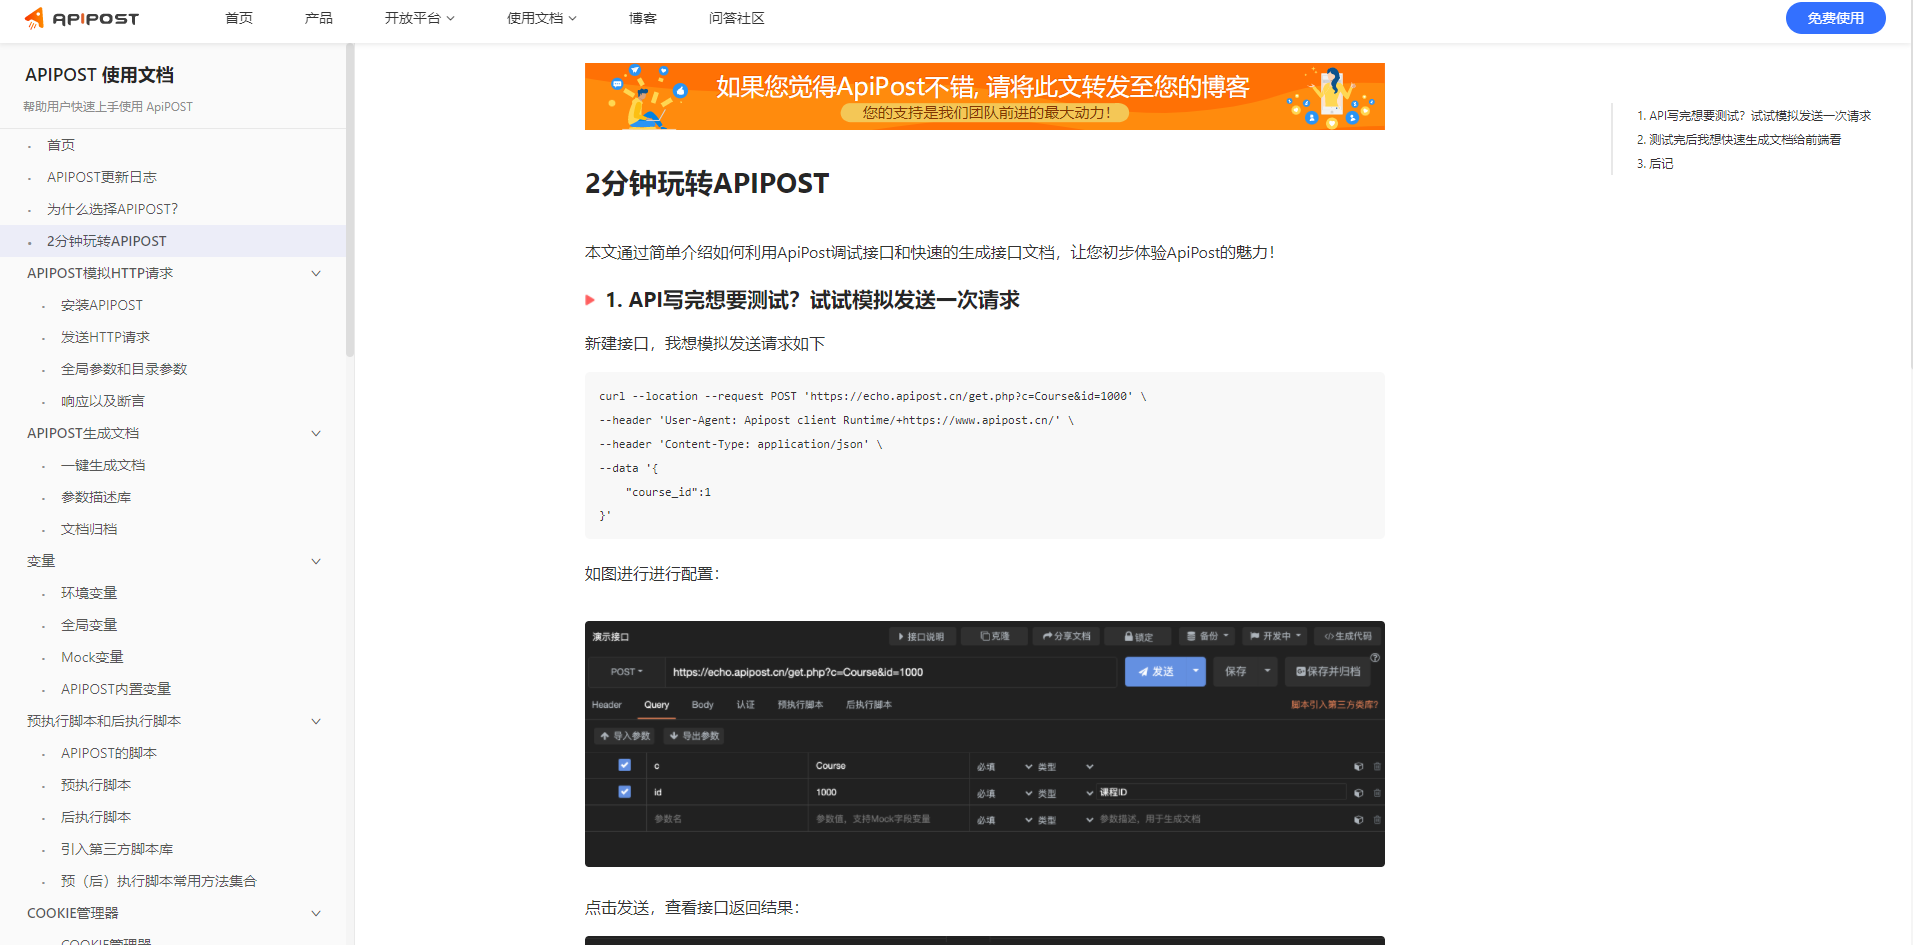 APIPOST
首页 产品 开放平台 使用文档 博客 问答社区 免费使用
APIPOST 使用文档
帮助用户快速上手使用 ApiPOST
首页
APIPOST更新日志
为什么选择APIPOST?
2分钟玩转APIPOST
APIPOST模拟HTTP请求
安装APIPOST
发送HTTP请求
全局参数和目录参数
响应以及断言
APIPOST生成文档
一键生成文档
参数描述库
文档归档
变量
环境变量
全局变量
Mock变量
APIPOST内置变量
预执行脚本和后执行脚本
APIPOST的脚本
预执行脚本
后执行脚本
引入第三方脚本库
预（后）执行脚本常用方法集合
COOKIE管理器
COOKIE管理器
如果您觉得ApiPost不错, 请将此文转发至您的博客
您的支持是我们团队前进的最大动力！
2分钟玩转APIPOST
本文通过简单介绍如何利用ApiPost调试接口和快速的生成接口文档，让您初步体验ApiPost的魅力！
1. API写完想要测试？试试模拟发送一次请求
新建接口，我想模拟发送请求如下
curl --location --request POST 'https://echo.apipost.cn/get.php?c=Course&id=1000' \
--header 'User-Agent: Apipost client Runtime/+https://www.apipost.cn/' \
--header 'Content-Type: application/json' \
--data '{
"course_id":1
}'
如图进行进行配置：
演示接口 接口说明 克隆 分享文档 锁定 备份 开发中 生成代码
POST https://echo.apipost.cn/get.php?c=Course&id=1000 发送 保存 保存并归档
Header Query Body 认证 预执行脚本 后执行脚本 脚本引入第三方类库?
导入参数 导出参数
c Course 必填 类型
id 1000 必填 类型 课程ID
参数名 参数值，支持Mock字段变量 必填 类型 参数描述，用于生成文档
点击发送，查看接口返回结果：
1. API写完想要测试？试试模拟发送一次请求
2. 测试完后我想快速生成文档给前端看
3. 后记